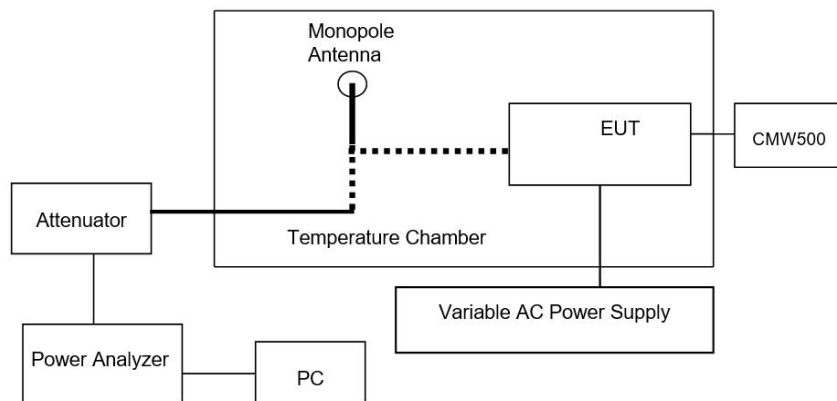 Monopole
Antenna
EUT
CMW500
Attenuator
Temperature Chamber
Variable AC Power Supply
Power Analyzer
PC